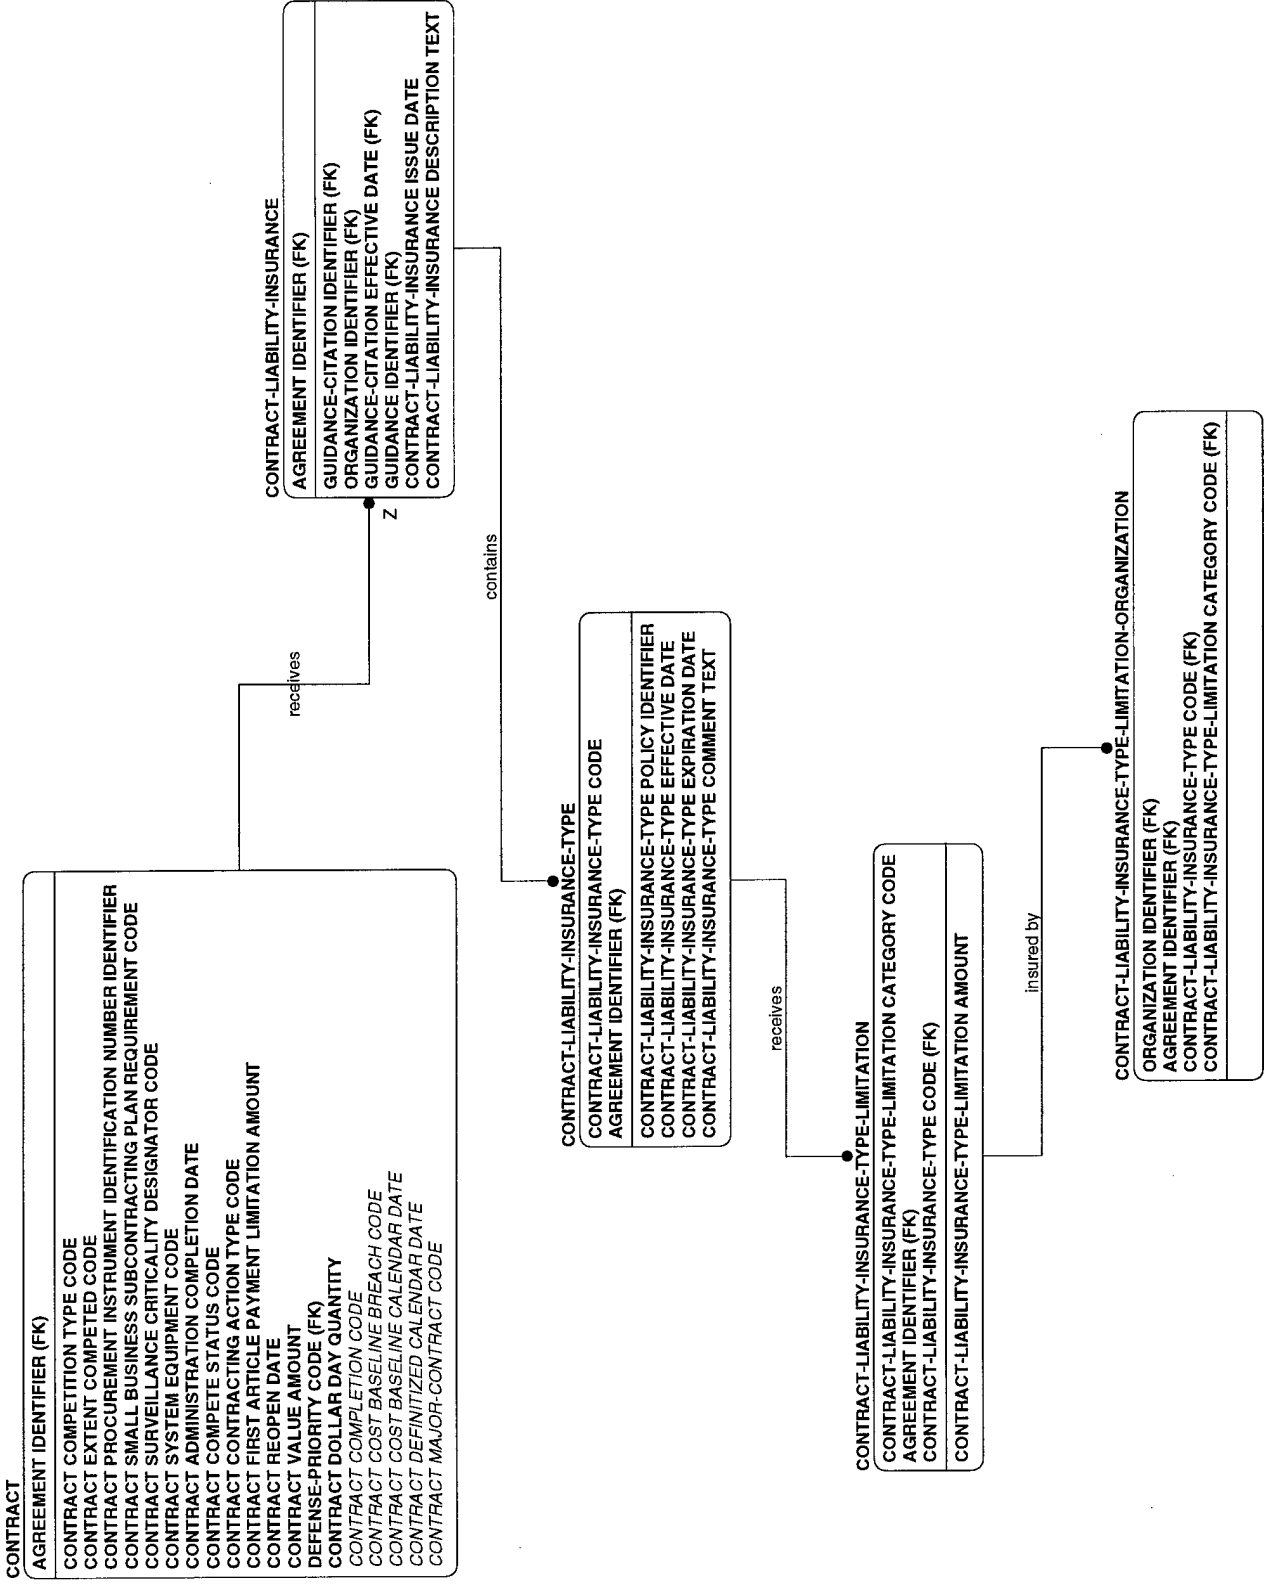 CONTRACT
AGREEMENT IDENTIFIER (FK)
CONTRACT COMPETITION TYPE CODE
CONTRACT EXTENT COMPETED CODE
CONTRACT PROCUREMENT INSTRUMENT IDENTIFICATION NUMBER IDENTIFIER
CONTRACT SMALL BUSINESS SUBCONTRACTING PLAN REQUIREMENT CODE
CONTRACT SURVEILLANCE CRITICALITY DESIGNATOR CODE
CONTRACT SYSTEM EQUIPMENT CODE
CONTRACT ADMINISTRATION COMPLETION DATE
CONTRACT COMPETE STATUS CODE
CONTRACT CONTRACTING ACTION TYPE CODE
CONTRACT FIRST ARTICLE PAYMENT LIMITATION AMOUNT
CONTRACT REOPEN DATE
CONTRACT VALUE AMOUNT
DEFENSE-PRIORITY CODE (FK)
CONTRACT DOLLAR DAY QUANTITY
CONTRACT COMPLETION CODE
CONTRACT COST BASELINE BREACH CODE
CONTRACT COST BASELINE CALENDAR DATE
CONTRACT DEFINITIZED CALENDAR DATE
CONTRACT MAJOR-CONTRACT CODE
receives
Z
CONTRACT-LIABILITY-INSURANCE
AGREEMENT IDENTIFIER (FK)
GUIDANCE-CITATION IDENTIFIER (FK)
ORGANIZATION IDENTIFIER (FK)
GUIDANCE-CITATION EFFECTIVE DATE (FK)
GUIDANCE IDENTIFIER (FK)
CONTRACT-LIABILITY-INSURANCE ISSUE DATE
CONTRACT-LIABILITY-INSURANCE DESCRIPTION TEXT
contains
CONTRACT-LIABILITY-INSURANCE-TYPE
CONTRACT-LIABILITY-INSURANCE-TYPE CODE
AGREEMENT IDENTIFIER (FK)
CONTRACT-LIABILITY-INSURANCE-TYPE POLICY IDENTIFIER
CONTRACT-LIABILITY-INSURANCE-TYPE EFFECTIVE DATE
CONTRACT-LIABILITY-INSURANCE-TYPE EXPIRATION DATE
CONTRACT-LIABILITY-INSURANCE-TYPE COMMENT TEXT
receives
CONTRACT-LIABILITY-INSURANCE-TYPE-LIMITATION
CONTRACT-LIABILITY-INSURANCE-TYPE-LIMITATION CATEGORY CODE
AGREEMENT IDENTIFIER (FK)
CONTRACT-LIABILITY-INSURANCE-TYPE CODE (FK)
CONTRACT-LIABILITY-INSURANCE-TYPE-LIMITATION AMOUNT
insured by
CONTRACT-LIABILITY-INSURANCE-TYPE-LIMITATION-ORGANIZATION
ORGANIZATION IDENTIFIER (FK)
AGREEMENT IDENTIFIER (FK)
CONTRACT-LIABILITY-INSURANCE-TYPE CODE (FK)
CONTRACT-LIABILITY-INSURANCE-TYPE-LIMITATION CATEGORY CODE (FK)